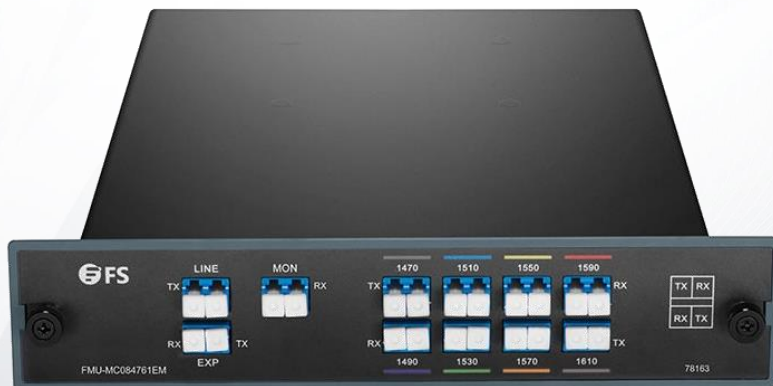 FS
LINE
MON
1470
1510
1550
1590
TX
RX
TX
RX
TX RX
RX
TX
RX
TX
RX TX
EXP
1490
1530
1570
1610
FMU-MC084761EM
78163